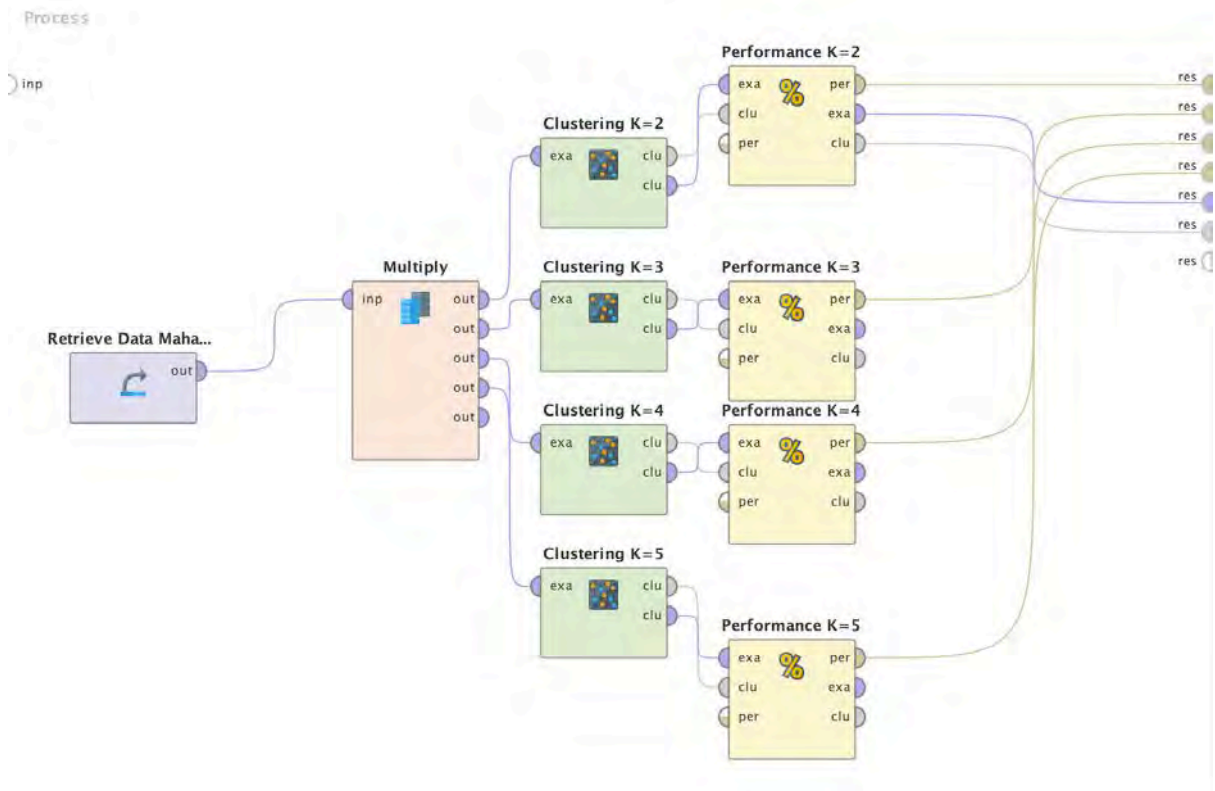 Process
inp
Retrieve Data Maha...
out
Multiply
inp out
out
out
out
out
Clustering K=2
exa clu
clu
Performance K=2
exa per
clu exa
per clu
Clustering K=3
exa clu
clu
Performance K=3
exa per
clu exa
per clu
Clustering K=4
exa clu
clu
Performance K=4
exa per
clu exa
per clu
Clustering K=5
exa clu
clu
Performance K=5
exa per
clu exa
per clu
res
res
res
res
res
res
res